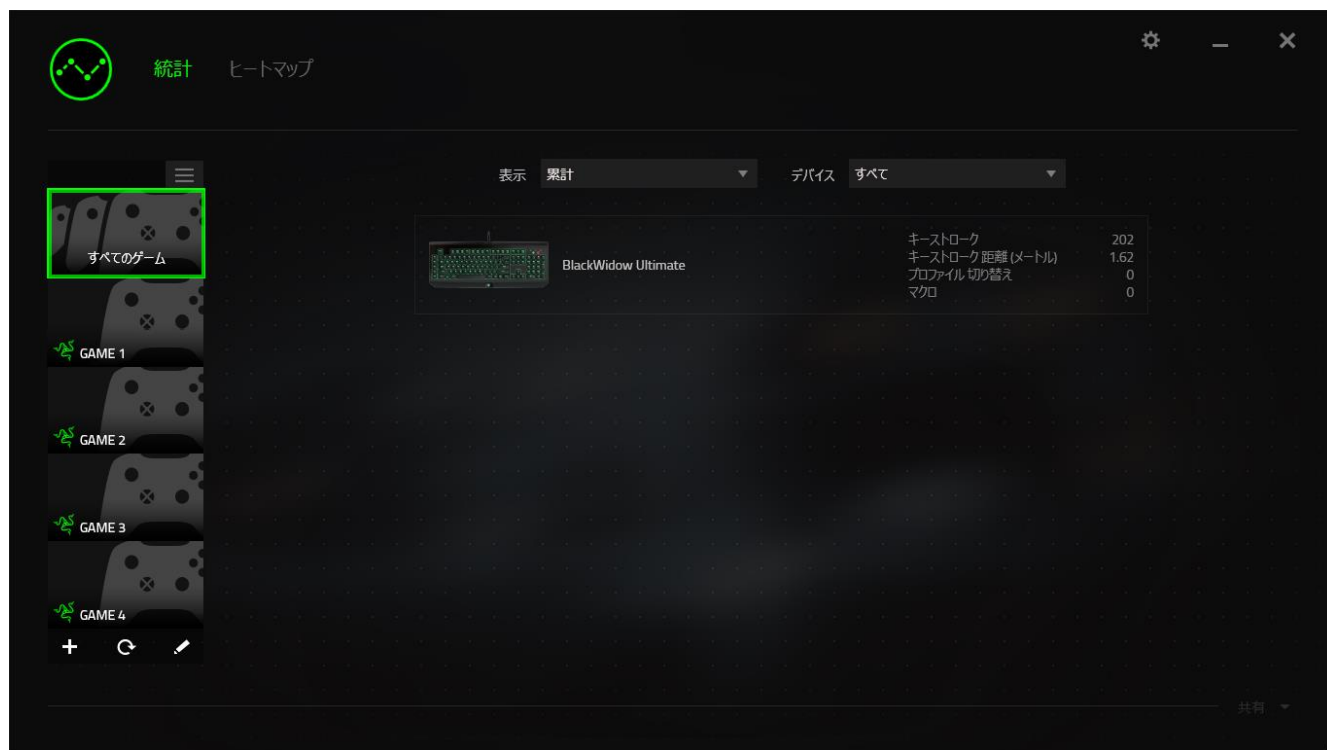 統計 ヒートマップ
表示 累計 デバイス すべて
すべてのゲーム
BlackWidow Ultimate
キーストローク 202
キーストローク距離 (メートル) 1.62
プロファイル切り替え 0
マクロ 0
GAME 1
GAME 2
GAME 3
GAME 4
共有